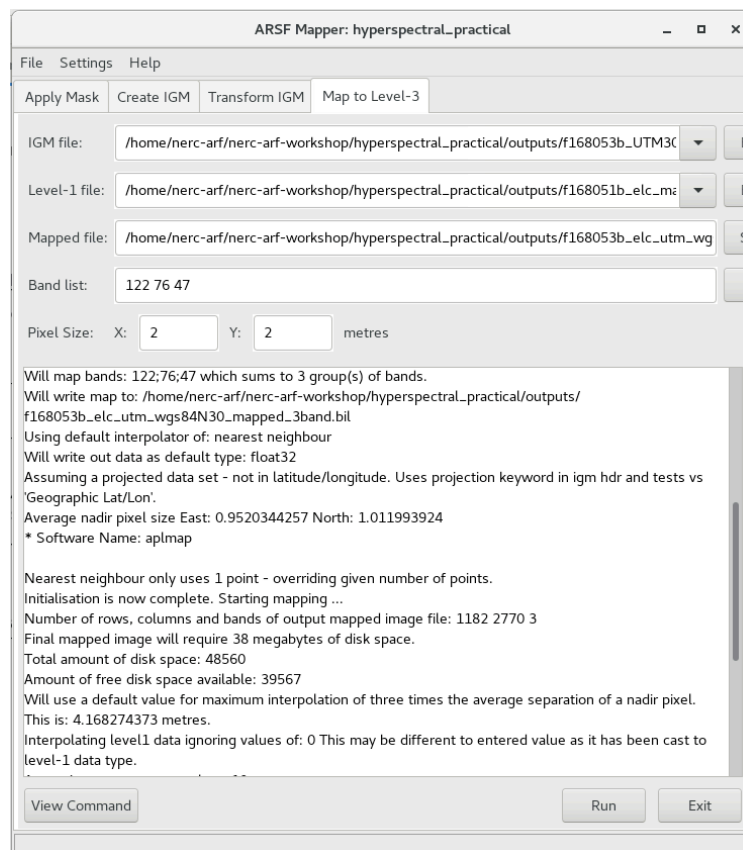 ARSF Mapper: hyperspectral_practical
File Settings Help
Apply Mask Create IGM Transform IGM Map to Level-3
IGM file: /home/nerc-arf/nerc-arf-workshop/hyperspectral_practical/outputs/f168053b_UTM30
Level-1 file: /home/nerc-arf/nerc-arf-workshop/hyperspectral_practical/outputs/f168051b_elc_ma
Mapped file: /home/nerc-arf/nerc-arf-workshop/hyperspectral_practical/outputs/f168053b_elc_utm_wg
Band list: 122 76 47
Pixel Size: X: 2 Y: 2 metres
Will map bands: 122;76;47 which sums to 3 group(s) of bands.
Will write map to: /home/nerc-arf/nerc-arf-workshop/hyperspectral_practical/outputs/
f168053b_elc_utm_wgs84N30_mapped_3band.bil
Using default interpolator of: nearest neighbour
Will write out data as default type: float32
Assuming a projected data set - not in latitude/longitude. Uses projection keyword in igm hdr and tests vs
'Geographic Lat/Lon'.
Average nadir pixel size East: 0.9520344257 North: 1.011993924
* Software Name: aplmap
Nearest neighbour only uses 1 point - overriding given number of points.
Initialisation is now complete. Starting mapping ...
Number of rows, columns and bands of output mapped image file: 1182 2770 3
Final mapped image will require 38 megabytes of disk space.
Total amount of disk space: 48560
Amount of free disk space available: 39567
Will use a default value for maximum interpolation of three times the average separation of a nadir pixel.
This is: 4.168274373 metres.
Interpolating level1 data ignoring values of: 0 This may be different to entered value as it has been cast to
level-1 data type.
View Command Run Exit